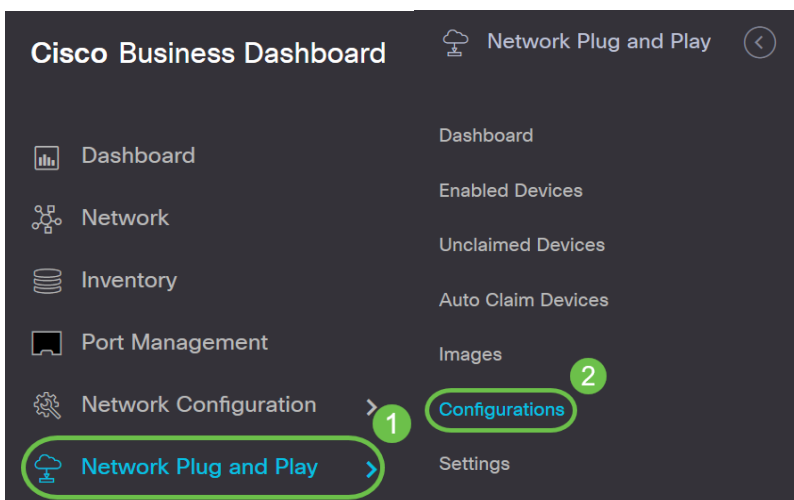 Cisco Business Dashboard
Dashboard
Network
Inventory
Port Management
Network Configuration
1
Network Plug and Play
Network Plug and Play
Dashboard
Enabled Devices
Unclaimed Devices
Auto Claim Devices
Images
2
Configurations
Settings